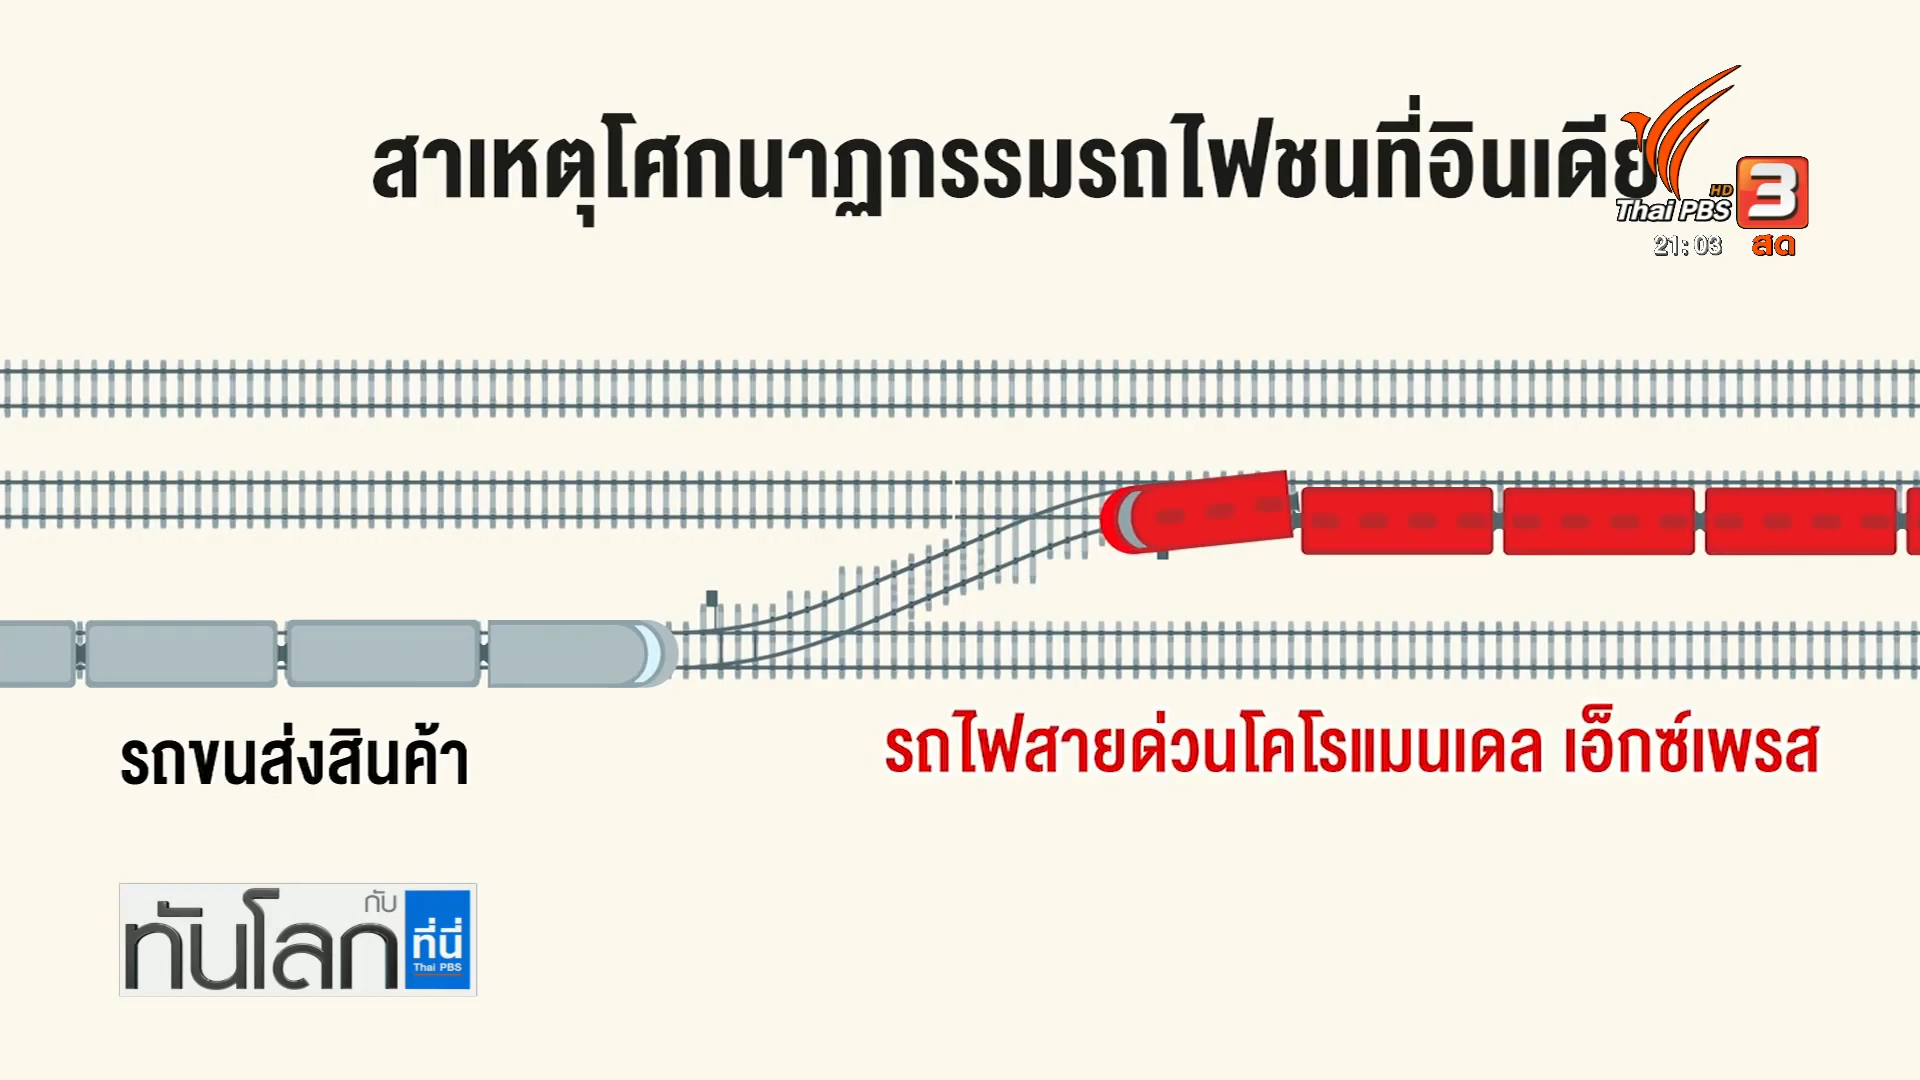 สาเหตุโศกนาฏกรรมรถไฟชนที่อินเดีย
HD
Thai PBS 3
21:03 สด
รถขนส่งสินค้า
รถไฟสายด่วนโคโรแมนเดล เอ็กซ์เพรส
ทันโลก กับ ที่นี่ Thai PBS